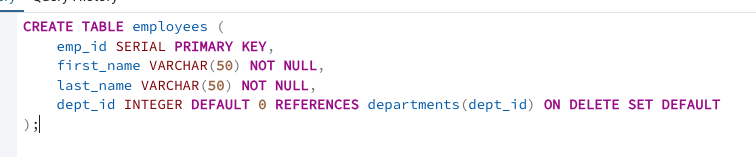 CREATE TABLE employees (
    emp_id SERIAL PRIMARY KEY,
    first_name VARCHAR(50) NOT NULL,
    last_name VARCHAR(50) NOT NULL,
    dept_id INTEGER DEFAULT 0 REFERENCES departments(dept_id) ON DELETE SET DEFAULT
);